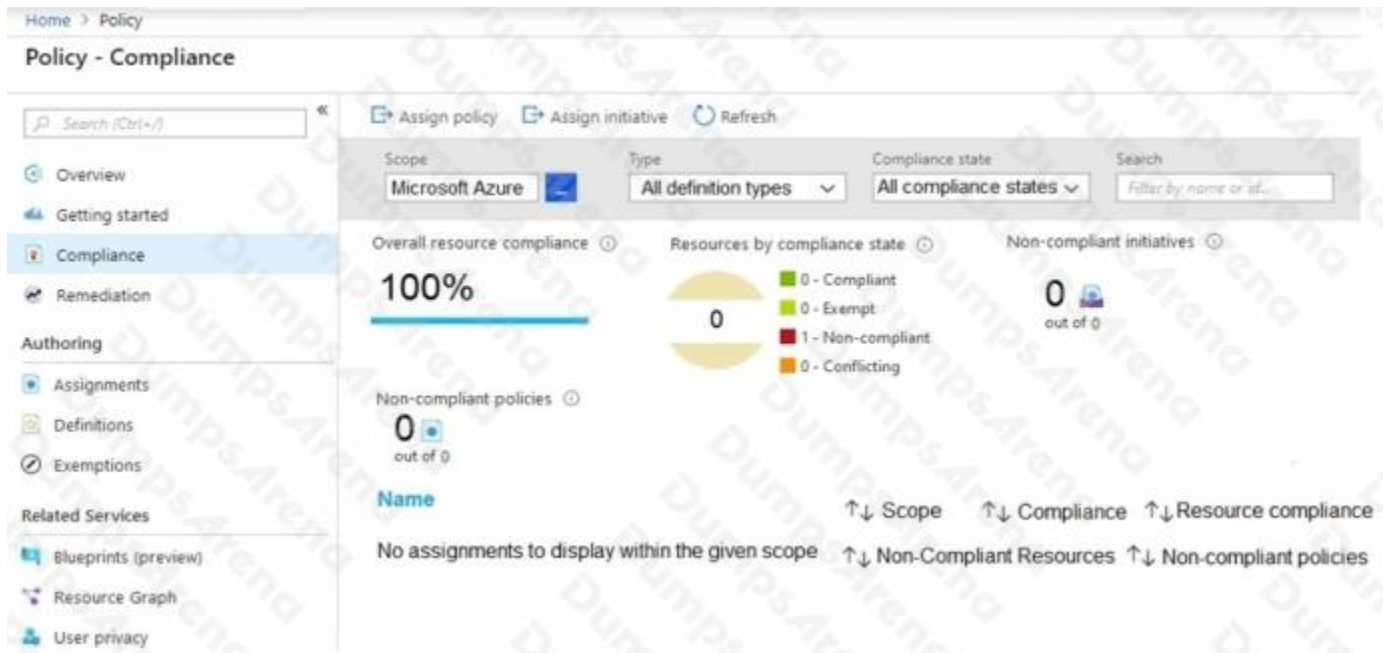 Home > Policy
Policy - Compliance
Search (Ctrl+/)
«
Overview
Getting started
Compliance
Remediation
Authoring
Assignments
Definitions
Exemptions
Related Services
Blueprints (preview)
Resource Graph
User privacy
Assign policy Assign initiative Refresh
Scope Type Compliance state Search
Microsoft Azure All definition types All compliance states Filter by name or id...
Overall resource compliance
100%
Resources by compliance state
0
0 - Compliant
0 - Exempt
1 - Non-compliant
0 - Conflicting
Non-compliant initiatives
0
out of 0
Non-compliant policies
0
out of 0
Name ↑↓ Scope ↑↓ Compliance ↑↓ Resource compliance
No assignments to display within the given scope ↑↓ Non-Compliant Resources ↑↓ Non-compliant policies
DumpsArena